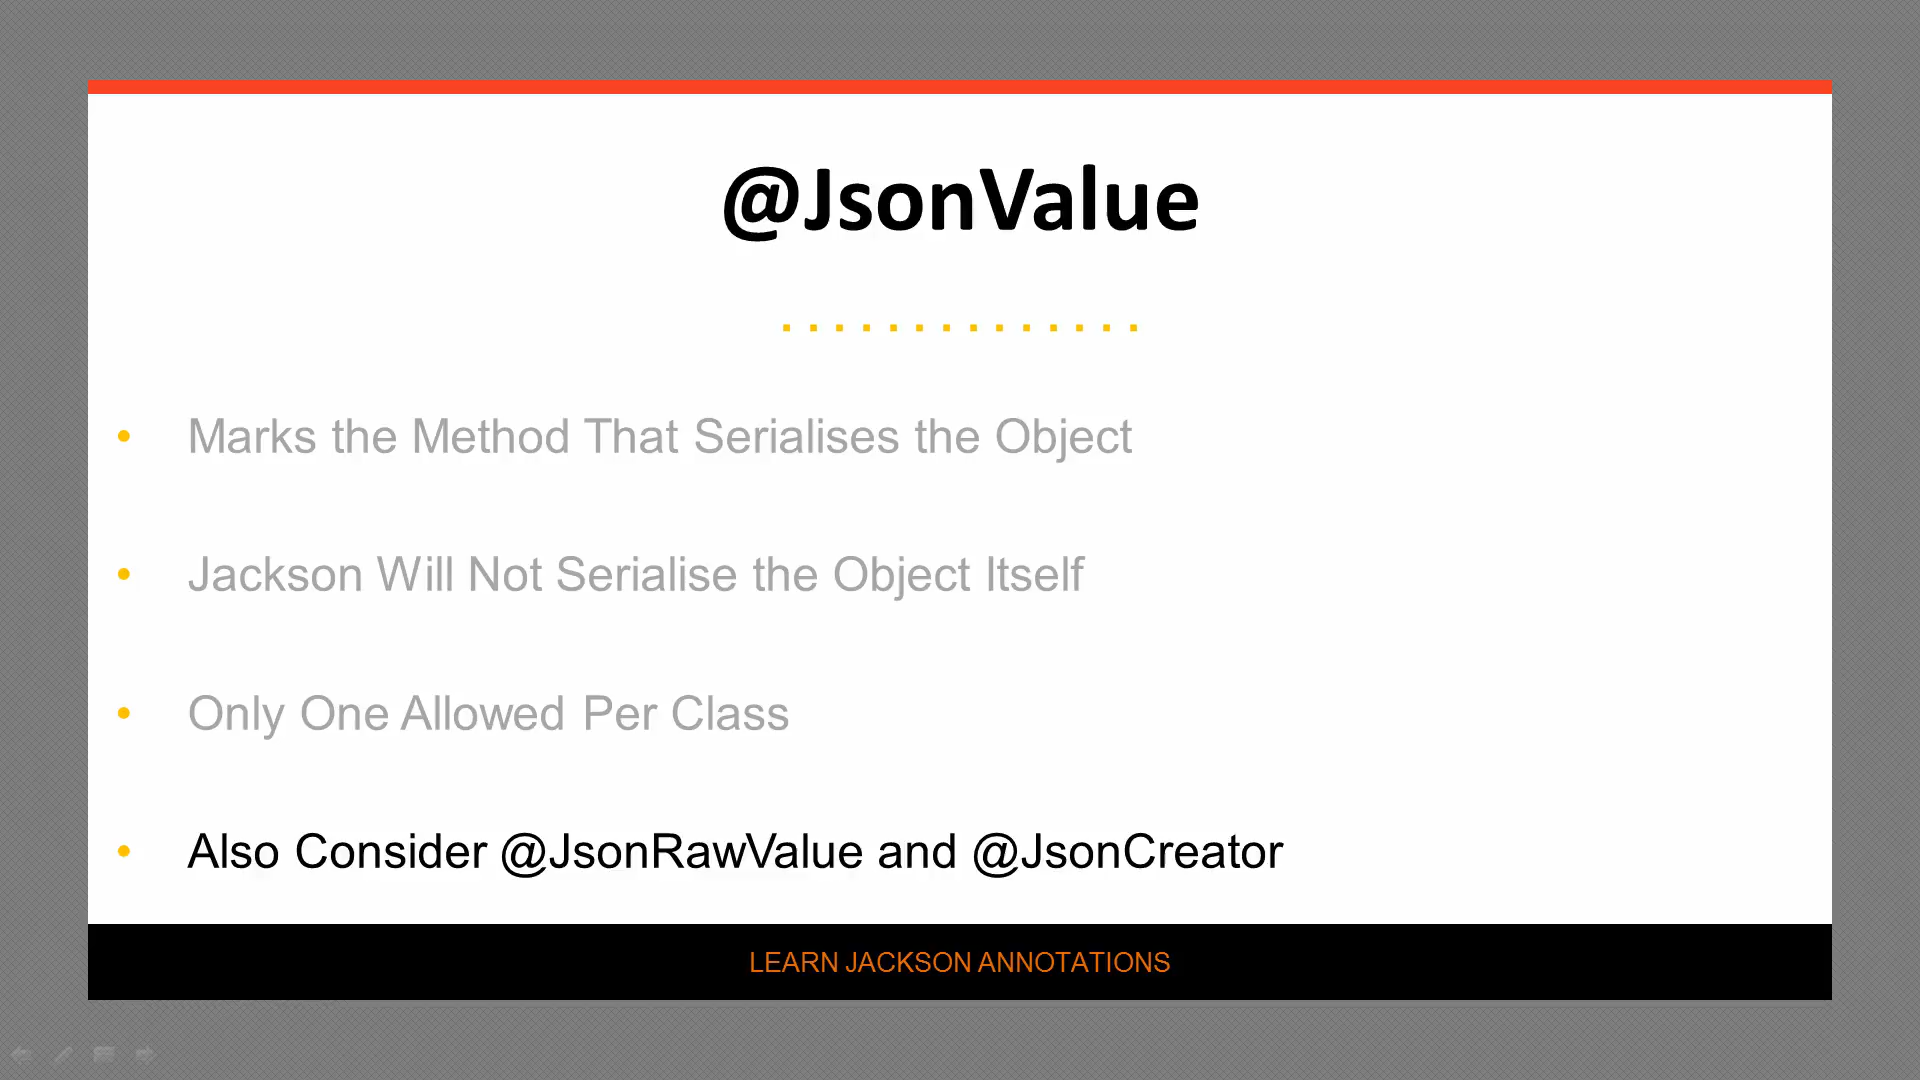 @JsonValue
• Marks the Method That Serialises the Object
• Jackson Will Not Serialise the Object Itself
• Only One Allowed Per Class
• Also Consider @JsonRawValue and @JsonCreator
LEARN JACKSON ANNOTATIONS